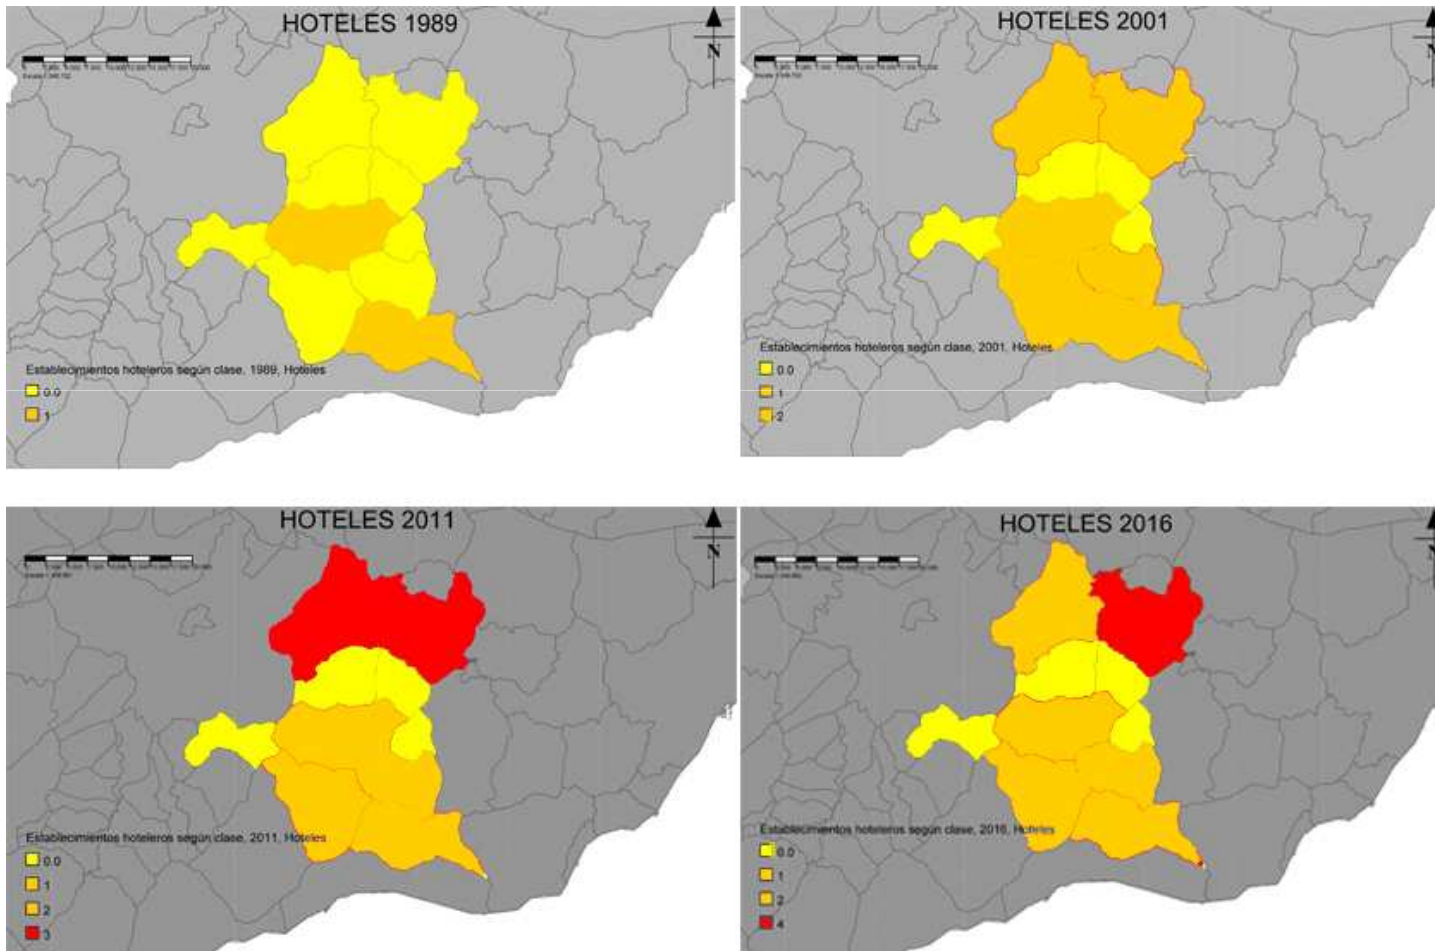 HOTELES 1989
N
Establecimientos hoteleros según clase, 1989, Hoteles
0.0
1
HOTELES 2001
N
Establecimientos hoteleros según clase, 2001, Hoteles
0.0
1
2
HOTELES 2011
N
Establecimientos hoteleros según clase, 2011, Hoteles
0.0
1
2
3
HOTELES 2016
N
Establecimientos hoteleros según clase, 2016, Hoteles
0.0
1
2
4